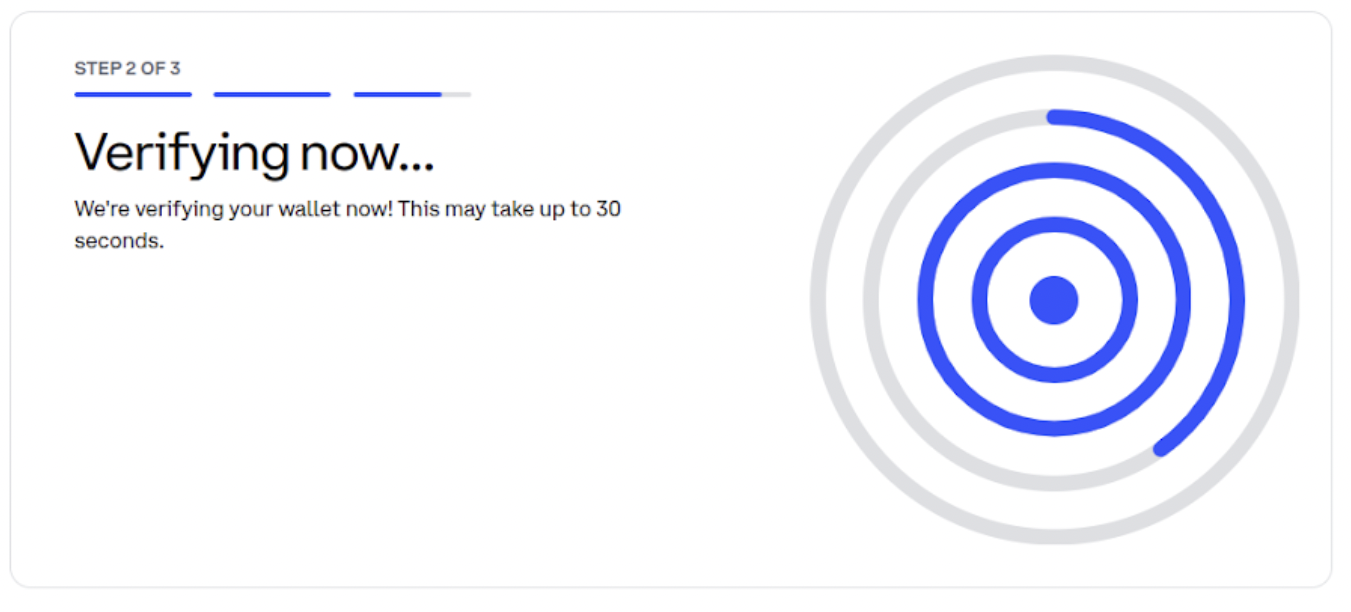 STEP 2 OF 3
Verifying now...
We're verifying your wallet now! This may take up to 30
seconds.